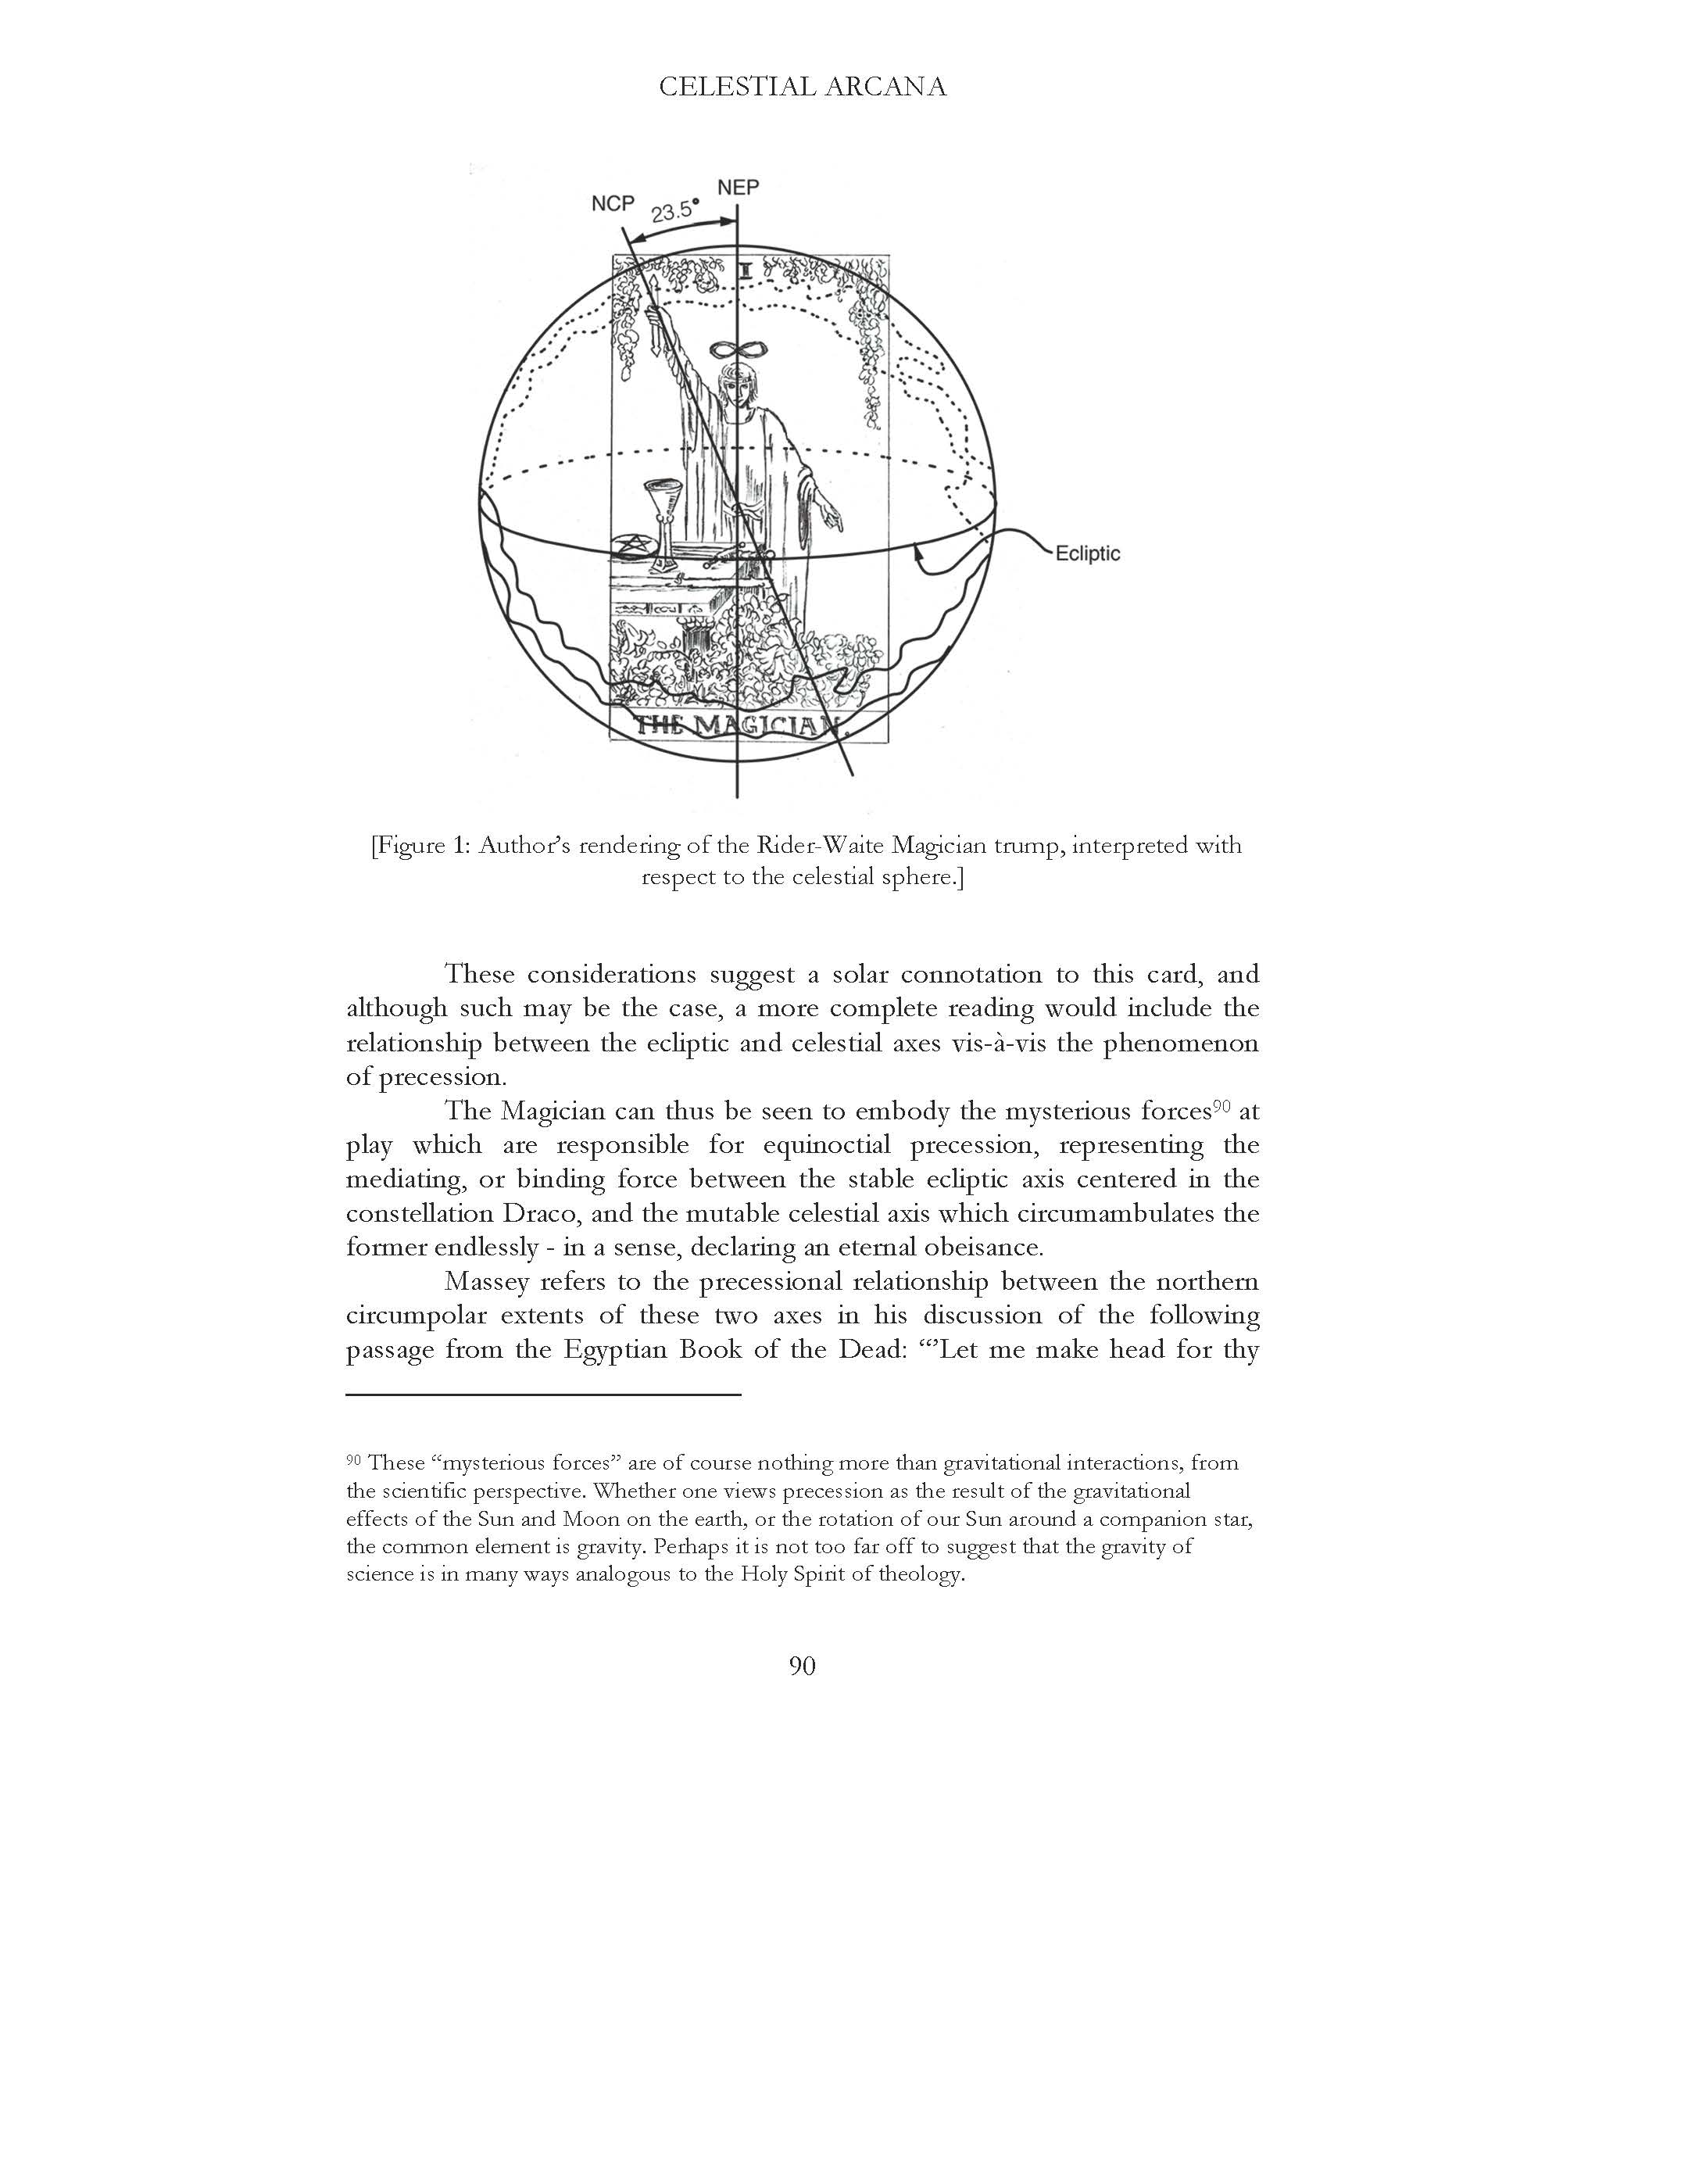 CELESTIAL ARCANA
NEP
NCP
23.5°
I
Ecliptic
THE MAGICIAN.
[Figure 1: Author's rendering of the Rider-Waite Magician trump, interpreted with
respect to the celestial sphere.]
These considerations suggest a solar connotation to this card, and
although such may be the case, a more complete reading would include the
relationship between the ecliptic and celestial axes vis-à-vis the phenomenon
of precession.
The Magician can thus be seen to embody the mysterious forces⁹⁰ at
play which are responsible for equinoctial precession, representing the
mediating, or binding force between the stable ecliptic axis centered in the
constellation Draco, and the mutable celestial axis which circumambulates the
former endlessly - in a sense, declaring an eternal obeisance.
Massey refers to the precessional relationship between the northern
circumpolar extents of these two axes in his discussion of the following
passage from the Egyptian Book of the Dead: “’Let me make head for thy
⁹⁰ These “mysterious forces” are of course nothing more than gravitational interactions, from
the scientific perspective. Whether one views precession as the result of the gravitational
effects of the Sun and Moon on the earth, or the rotation of our Sun around a companion star,
the common element is gravity. Perhaps it is not too far off to suggest that the gravity of
science is in many ways analogous to the Holy Spirit of theology.
90